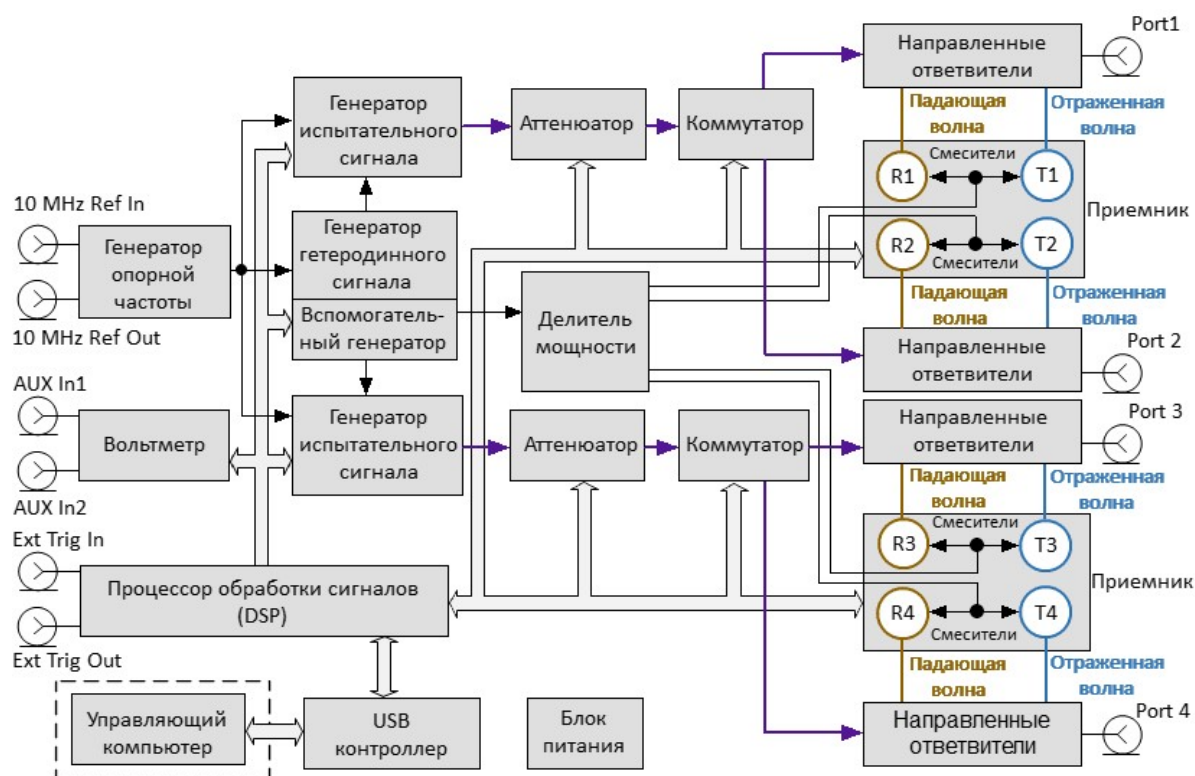 Port1
Направленные
ответвители
Генератор
испытательного
сигнала
Аттенюатор
Коммутатор
Падающая
волна
Отраженная
волна
Смесители
R1
T1
Приемник
R2
T2
Смесители
10 MHz Ref In
Генератор
опорной
частоты
10 MHz Ref Out
Генератор
гетеродинного
сигнала
Вспомогатель-
ный генератор
Делитель
мощности
Падающая
волна
Отраженная
волна
Направленные
ответвители
Port 2
AUX In1
Вольтметр
AUX In2
Генератор
испытательного
сигнала
Аттенюатор
Коммутатор
Направленные
ответвители
Port 3
Падающая
волна
Отраженная
волна
Ext Trig In
Процессор обработки сигналов
(DSP)
Ext Trig Out
Смесители
R3
T3
Приемник
R4
T4
Смесители
Падающая
волна
Отраженная
волна
Управляющий
компьютер
USB
контроллер
Блок
питания
Направленные
ответвители
Port 4